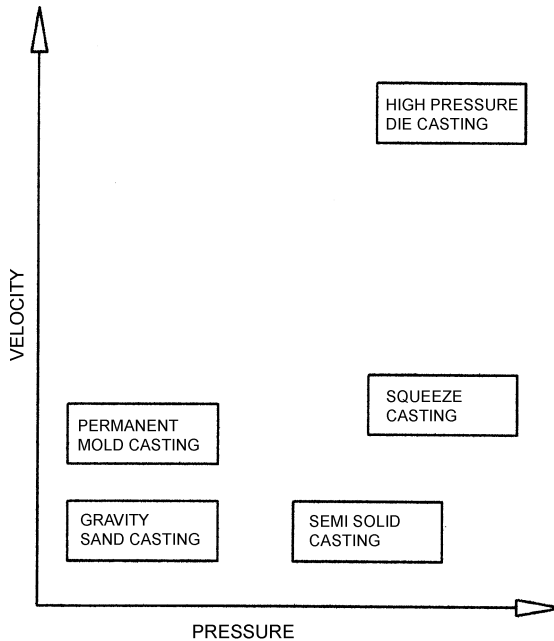 HIGH PRESSURE
DIE CASTING
VELOCITY
SQUEEZE
CASTING
PERMANENT
MOLD CASTING
GRAVITY
SAND CASTING
SEMI SOLID
CASTING
PRESSURE